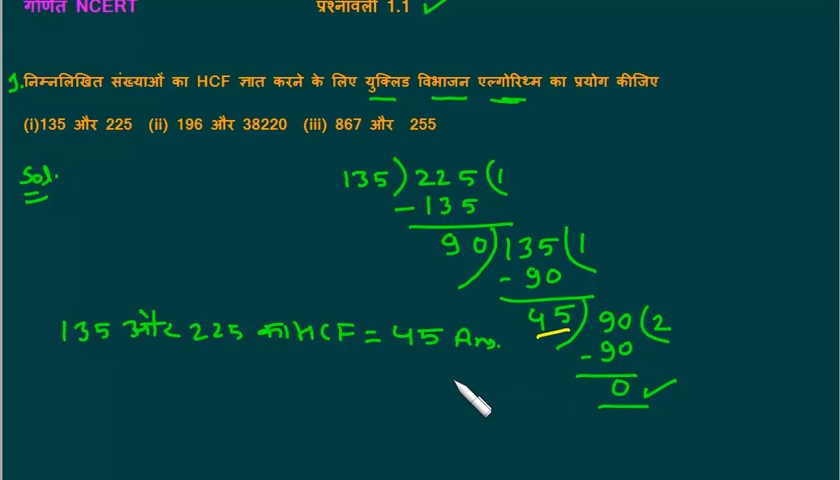 गणित NCERT प्रश्नावली 1.1
1. निम्नलिखित संख्याओं का HCF ज्ञात करने के लिए युक्लिड विभाजन एल्गोरिथ्म का प्रयोग कीजिए
(i)135 और 225 (ii) 196 और 38220 (iii) 867 और 255
Sol.
135 ) 225 ( 1
- 135
90 ) 135 ( 1
- 90
45 ) 90 ( 2
- 90
0
135 और 225 का HCF = 45 Ans.